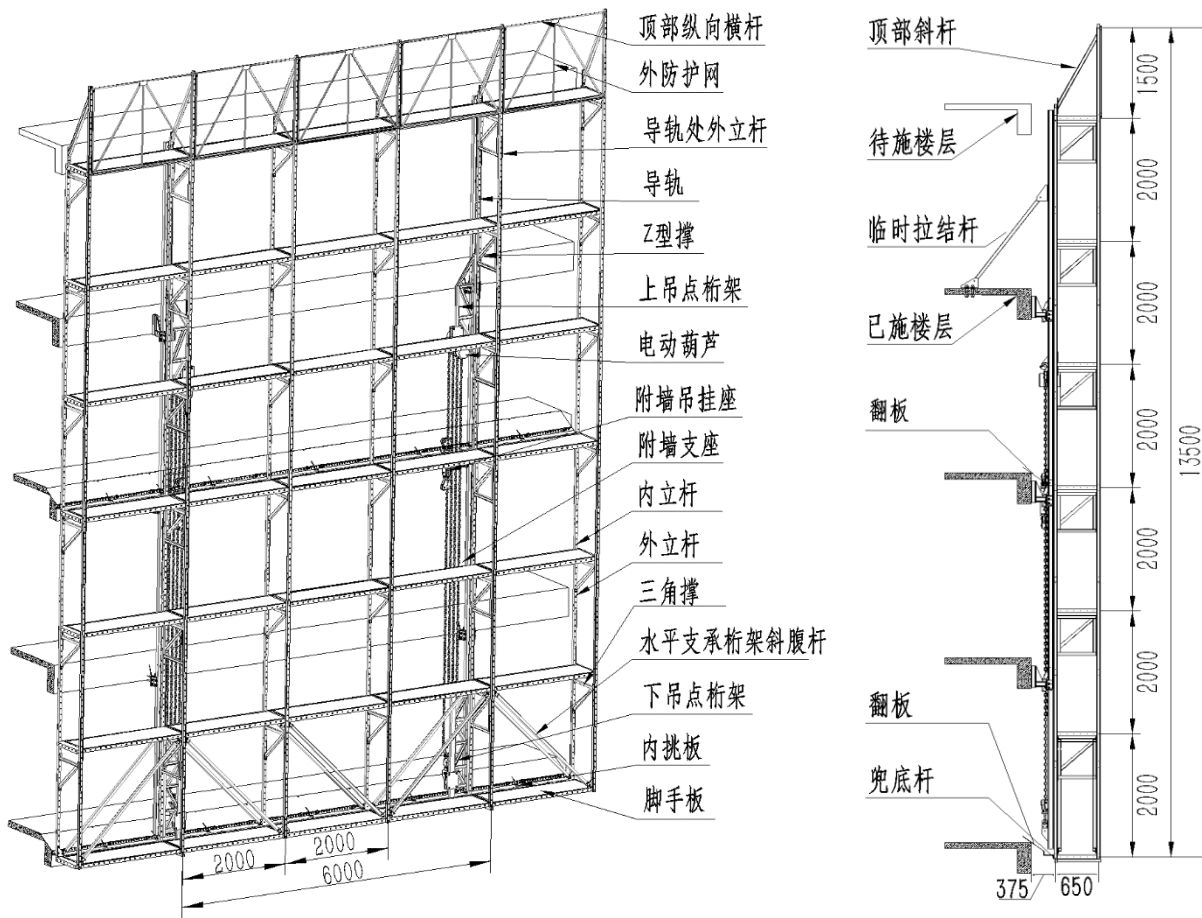 顶部纵向横杆
外防护网
导轨处外立杆
导轨
Z型撑
上吊点桁架
电动葫芦
附墙吊挂座
附墙支座
内立杆
外立杆
三角撑
水平支承桁架斜腹杆
下吊点桁架
内挑板
脚手板
2000
2000
6000
顶部斜杆
待施楼层
临时拉结杆
已施楼层
翻板
翻板
兜底杆
1500
2000
2000
2000
2000
2000
2000
13500
375
650